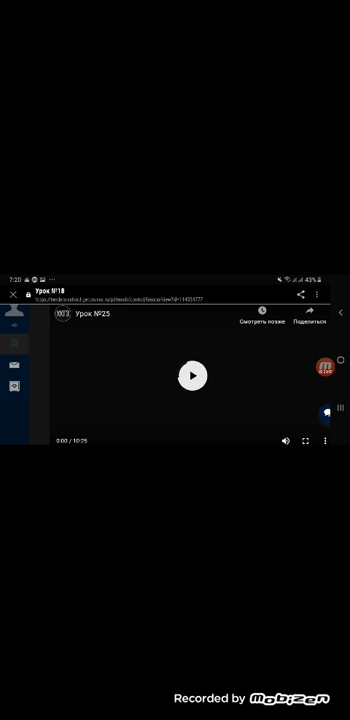 7:20
43%
Урок №18
Урок №25
Смотреть позже
Поделиться
0:00 / 10:25
Recorded by mobizen